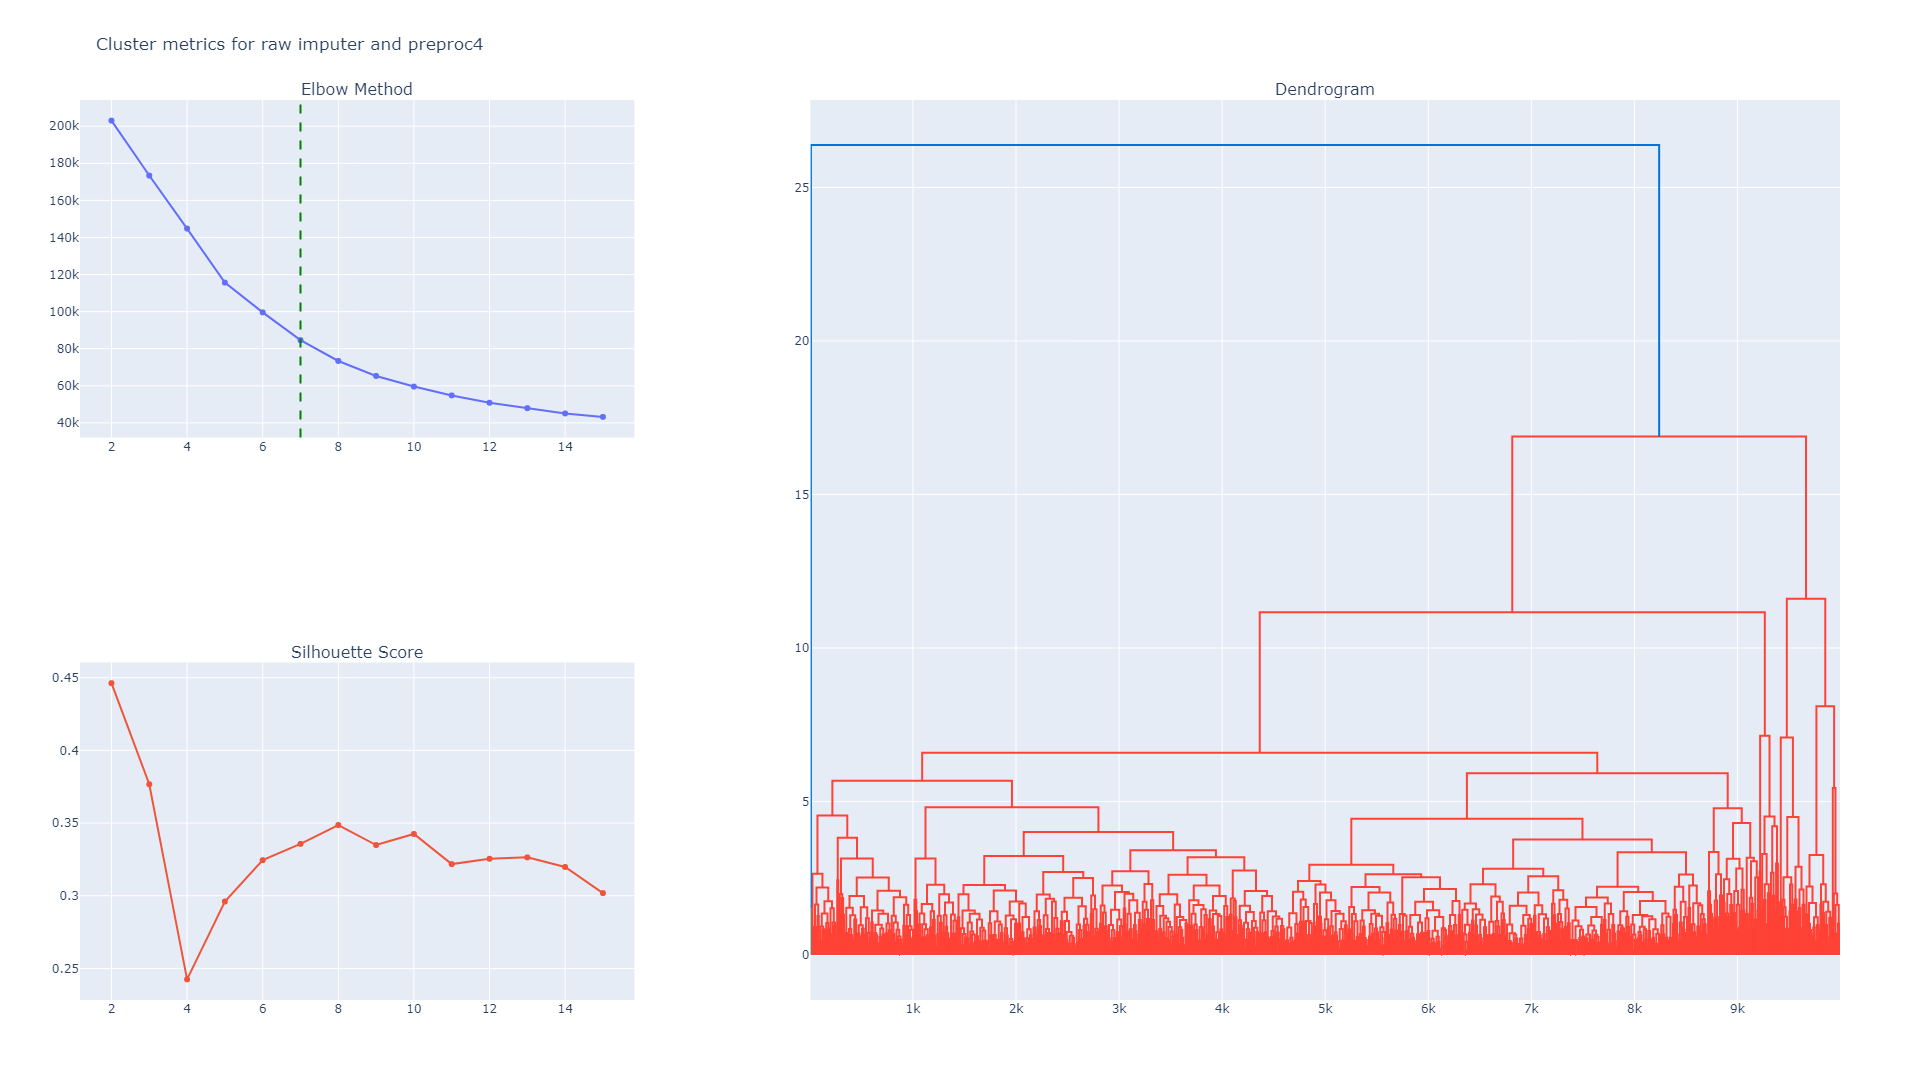 Cluster metrics for raw imputer and preproc4
Elbow Method
200k
180k
160k
140k
120k
100k
80k
60k
40k
2 4 6 8 10 12 14
Silhouette Score
0.45
0.4
0.35
0.3
0.25
2 4 6 8 10 12 14
Dendrogram
25
20
15
10
5
0
1k 2k 3k 4k 5k 6k 7k 8k 9k